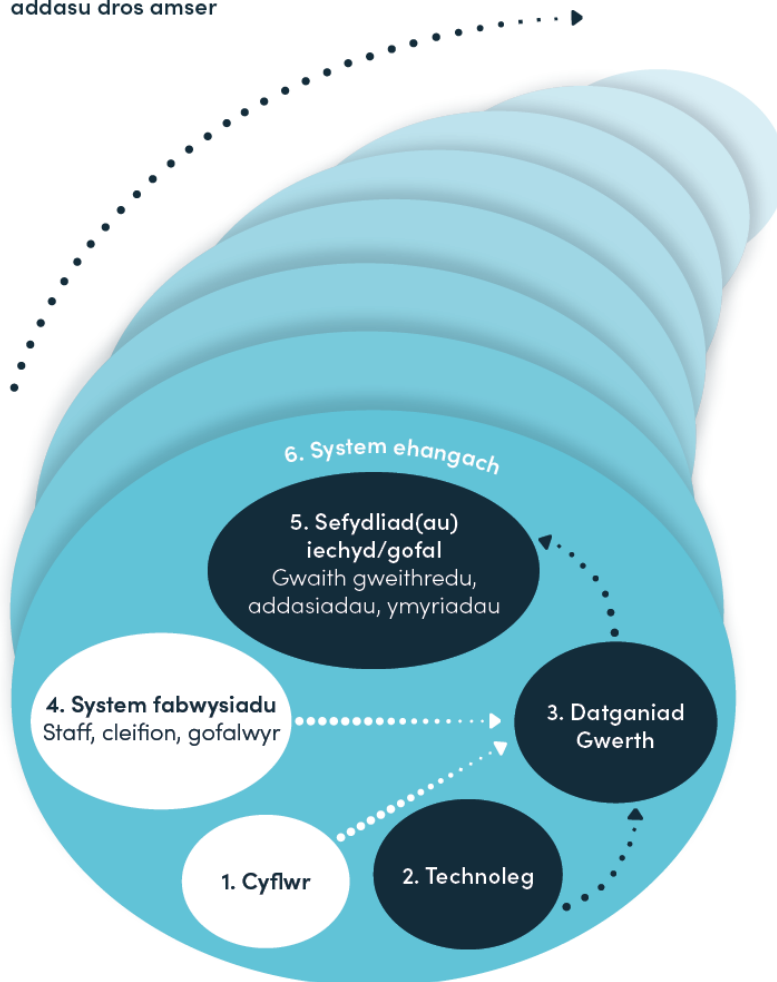 addasu dros amser
6. System ehangach
5. Sefydliad(au)
iechyd/gofal
Gwaith gweithredu,
addasiadau, ymyriadau
4. System fabwysiadu
Staff, cleifion, gofalwyr
3. Datganiad
Gwerth
1. Cyflwr
2. Technoleg